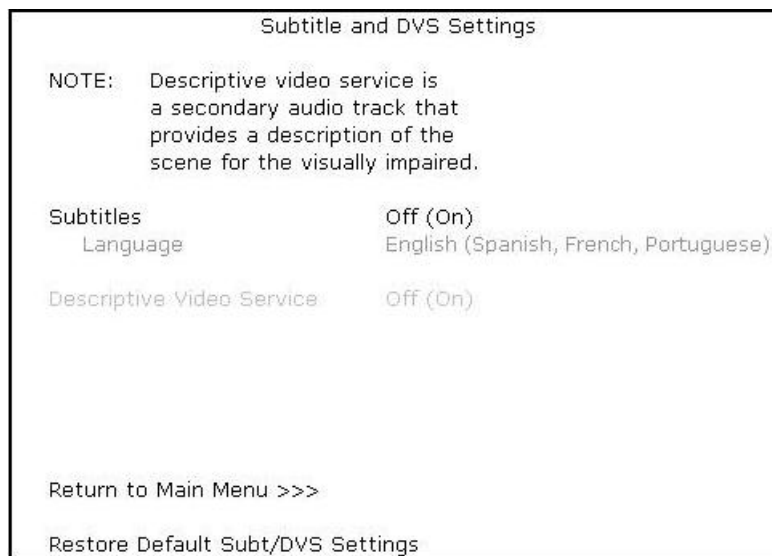 Subtitle and DVS Settings
NOTE: Descriptive video service is
a secondary audio track that
provides a description of the
scene for the visually impaired.
Subtitles Off (On)
Language English (Spanish, French, Portuguese)
Descriptive Video Service Off (On)
Return to Main Menu >>>
Restore Default Subt/DVS Settings